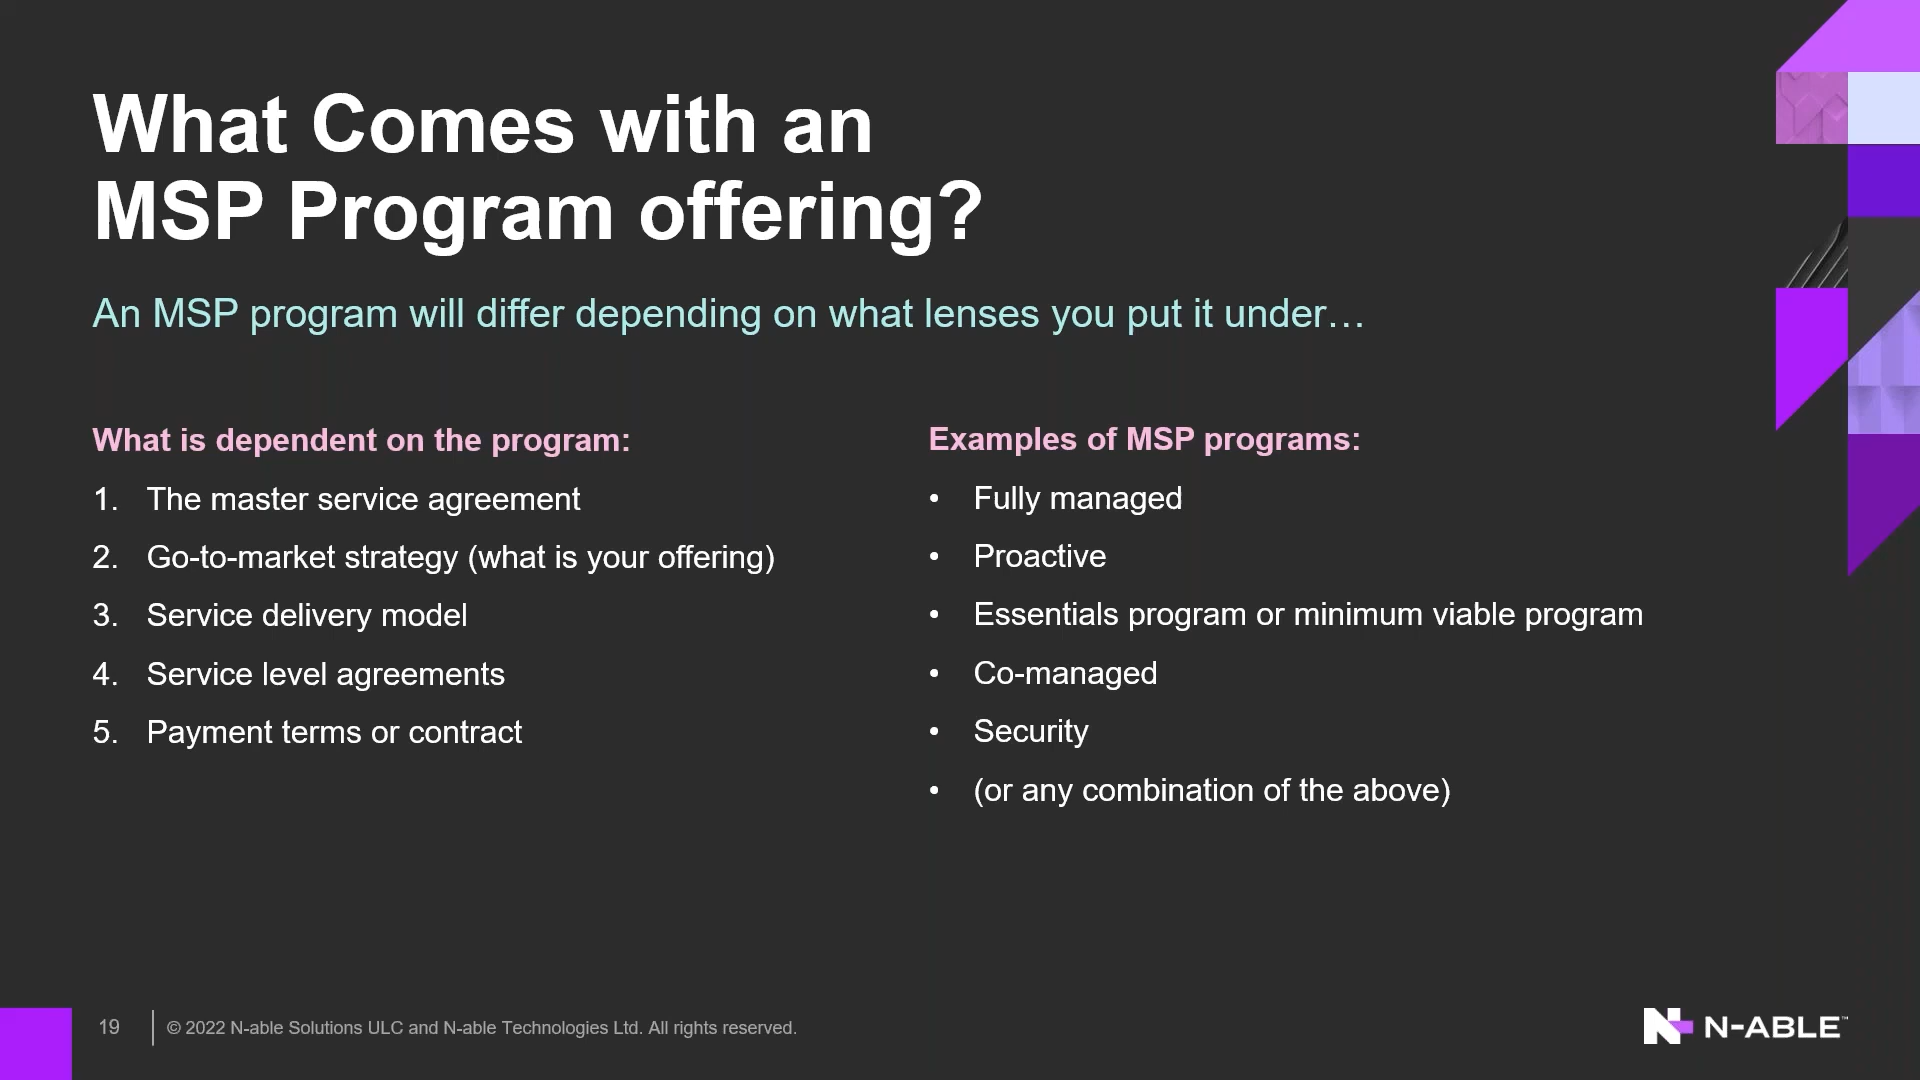 What Comes with an
MSP Program offering?
An MSP program will differ depending on what lenses you put it under…
What is dependent on the program:
1. The master service agreement
2. Go-to-market strategy (what is your offering)
3. Service delivery model
4. Service level agreements
5. Payment terms or contract
Examples of MSP programs:
• Fully managed
• Proactive
• Essentials program or minimum viable program
• Co-managed
• Security
• (or any combination of the above)
19
© 2022 N-able Solutions ULC and N-able Technologies Ltd. All rights reserved.
N-ABLE™